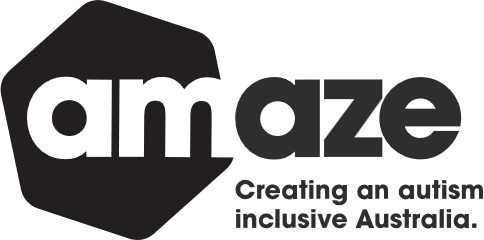 amaze
Creating an autism
inclusive Australia.